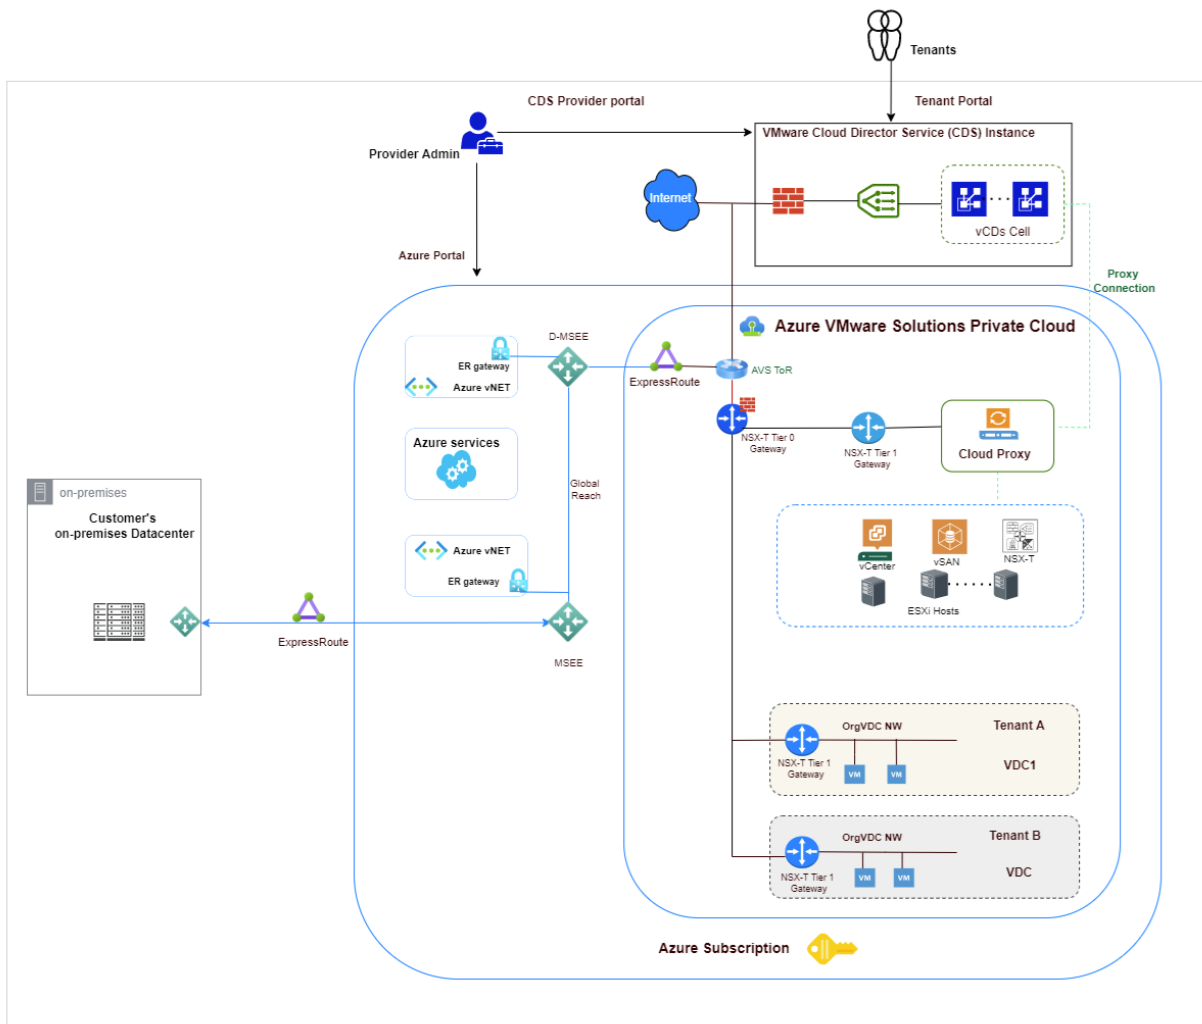 Tenants
CDS Provider portal
Tenant Portal
VMware Cloud Director Service (CDS) Instance
Provider Admin
Internet
vCDs Cell
Azure Portal
Proxy
Connection
Azure VMware Solutions Private Cloud
D-MSEE
ER gateway
Azure vNET
ExpressRoute
AVS ToR
NSX-T Tier 0
Gateway
NSX-T Tier 1
Gateway
Cloud Proxy
Azure services
Global
Reach
on-premises
Customer's
on-premises Datacenter
Azure vNET
ER gateway
vCenter
vSAN
NSX-T
ESXi Hosts
ExpressRoute
MSEE
OrgVDC NW
Tenant A
NSX-T Tier 1
Gateway
VM
VM
VDC1
OrgVDC NW
Tenant B
NSX-T Tier 1
Gateway
VM
VM
VDC
Azure Subscription